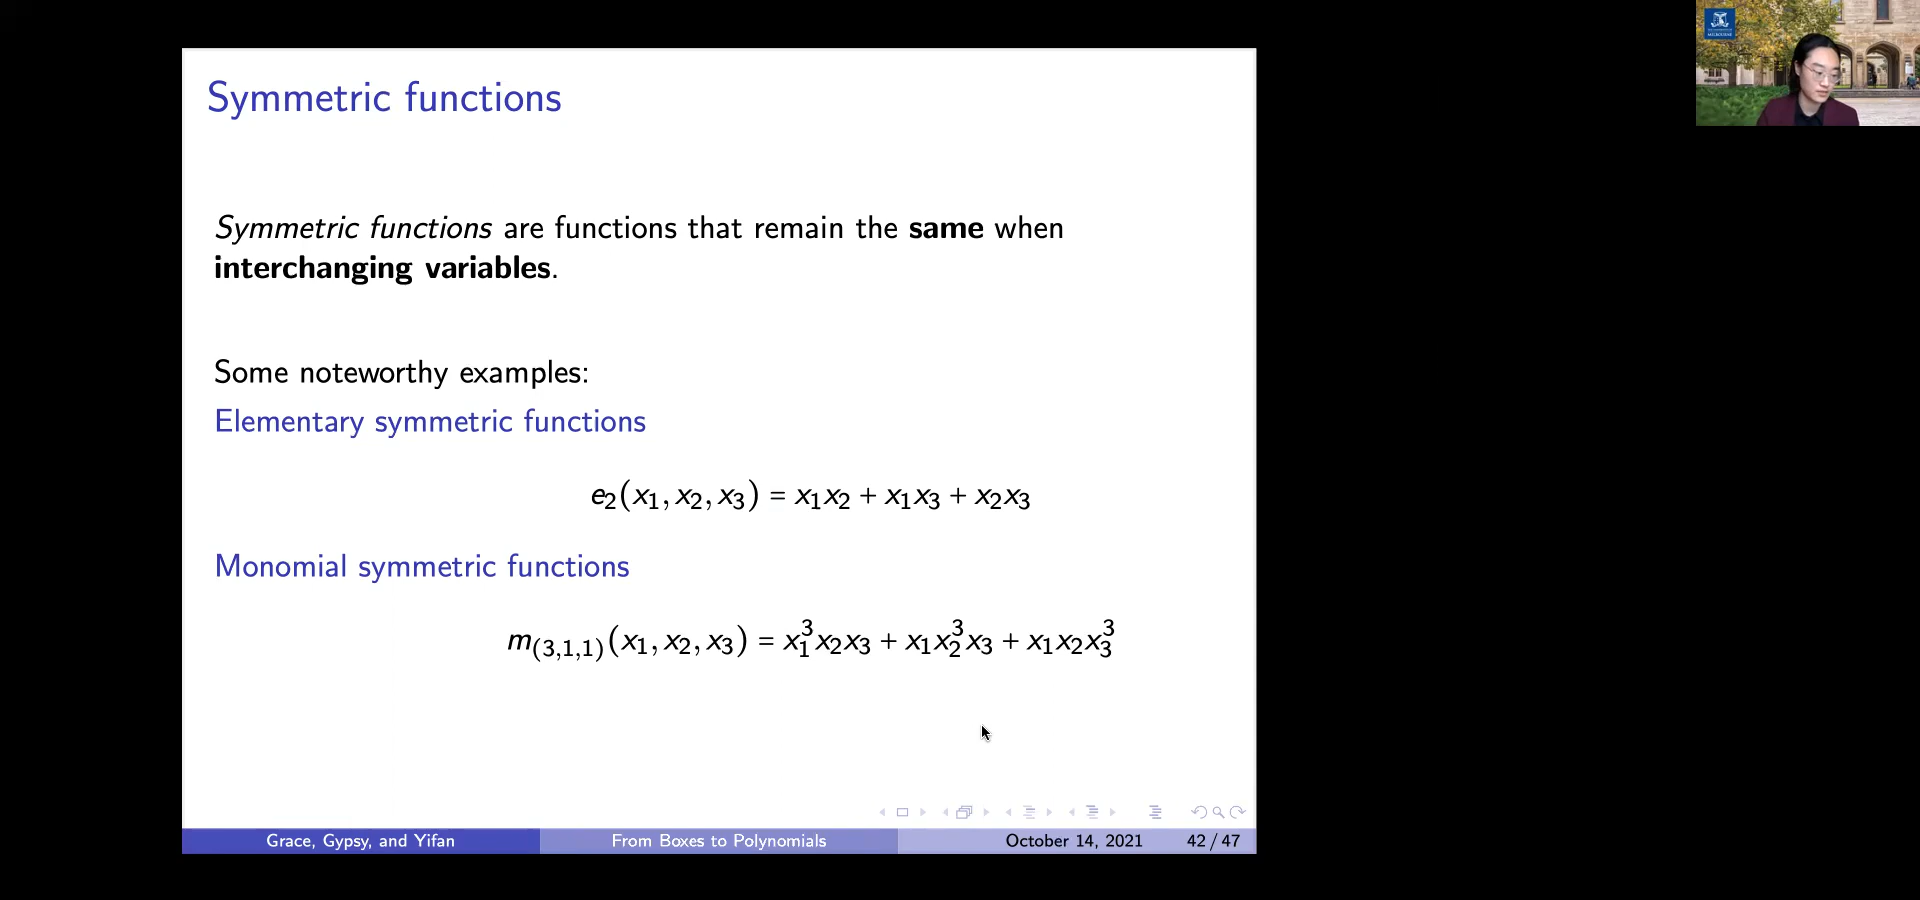 Symmetric functions
Symmetric functions are functions that remain the same when
interchanging variables.
Some noteworthy examples:
Elementary symmetric functions
e₂(x₁, x₂, x₃) = x₁x₂ + x₁x₃ + x₂x₃
Monomial symmetric functions
m₍₃,₁,₁₎(x₁, x₂, x₃) = x₁³x₂x₃ + x₁x₂³x₃ + x₁x₂x₃³
Grace, Gypsy, and Yifan
From Boxes to Polynomials
October 14, 2021
42 / 47
MELBOURNE